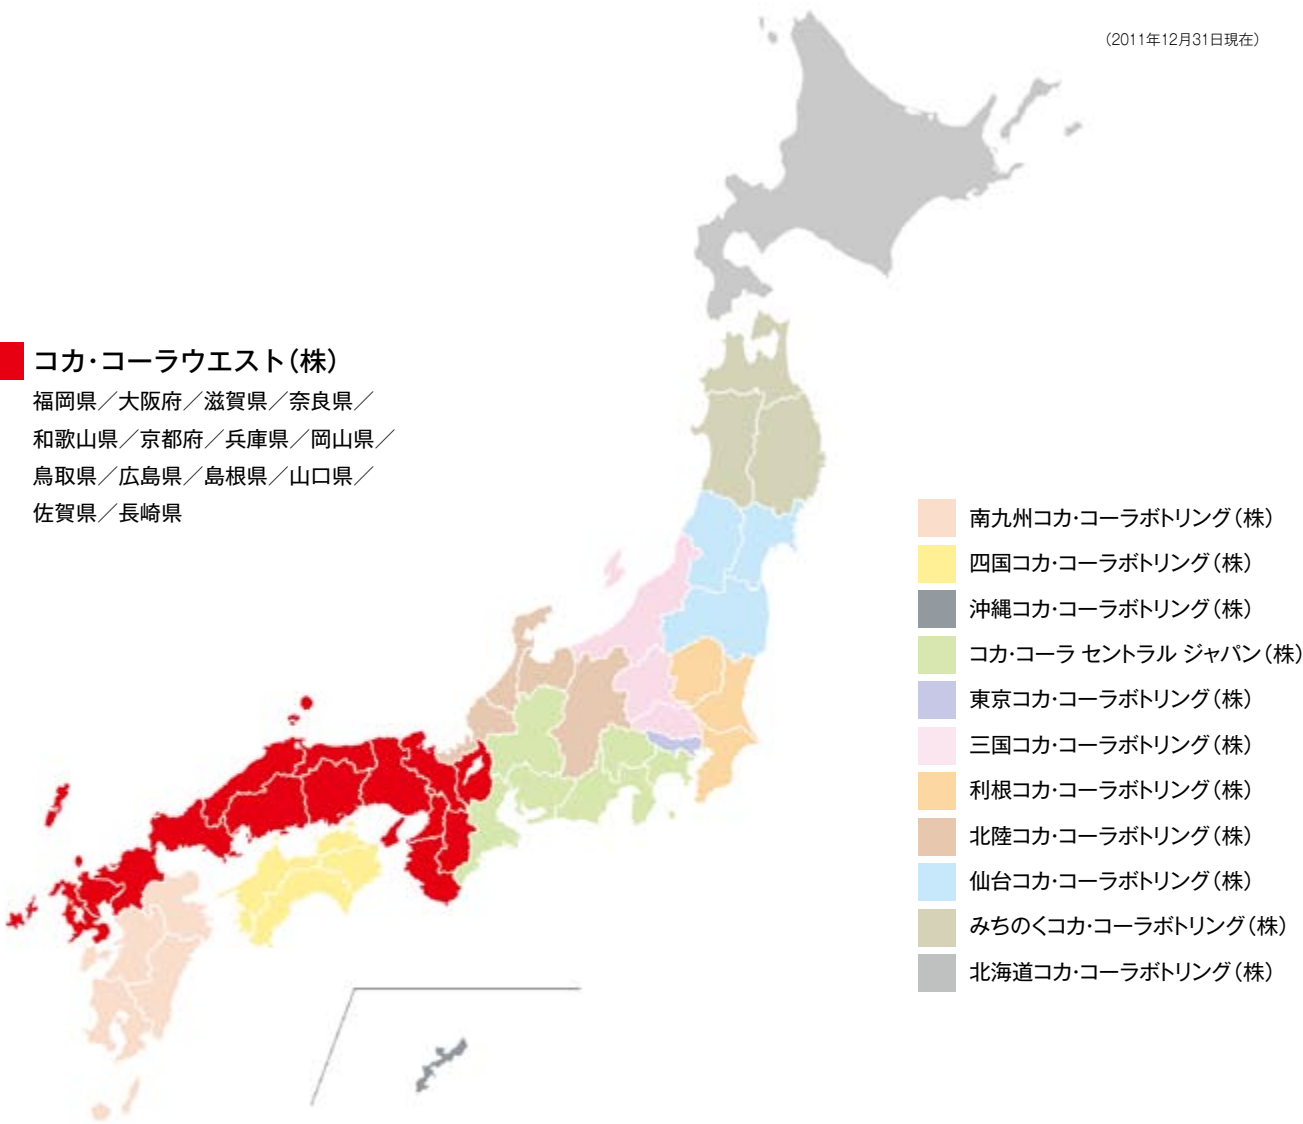 （2011年12月31日現在）
コカ・コーラウエスト（株）
福岡県／大阪府／滋賀県／奈良県／
和歌山県／京都府／兵庫県／岡山県／
鳥取県／広島県／島根県／山口県／
佐賀県／長崎県
南九州コカ・コーラボトリング（株）
四国コカ・コーラボトリング（株）
沖縄コカ・コーラボトリング（株）
コカ・コーラ セントラル ジャパン（株）
東京コカ・コーラボトリング（株）
三国コカ・コーラボトリング（株）
利根コカ・コーラボトリング（株）
北陸コカ・コーラボトリング（株）
仙台コカ・コーラボトリング（株）
みちのくコカ・コーラボトリング（株）
北海道コカ・コーラボトリング（株）